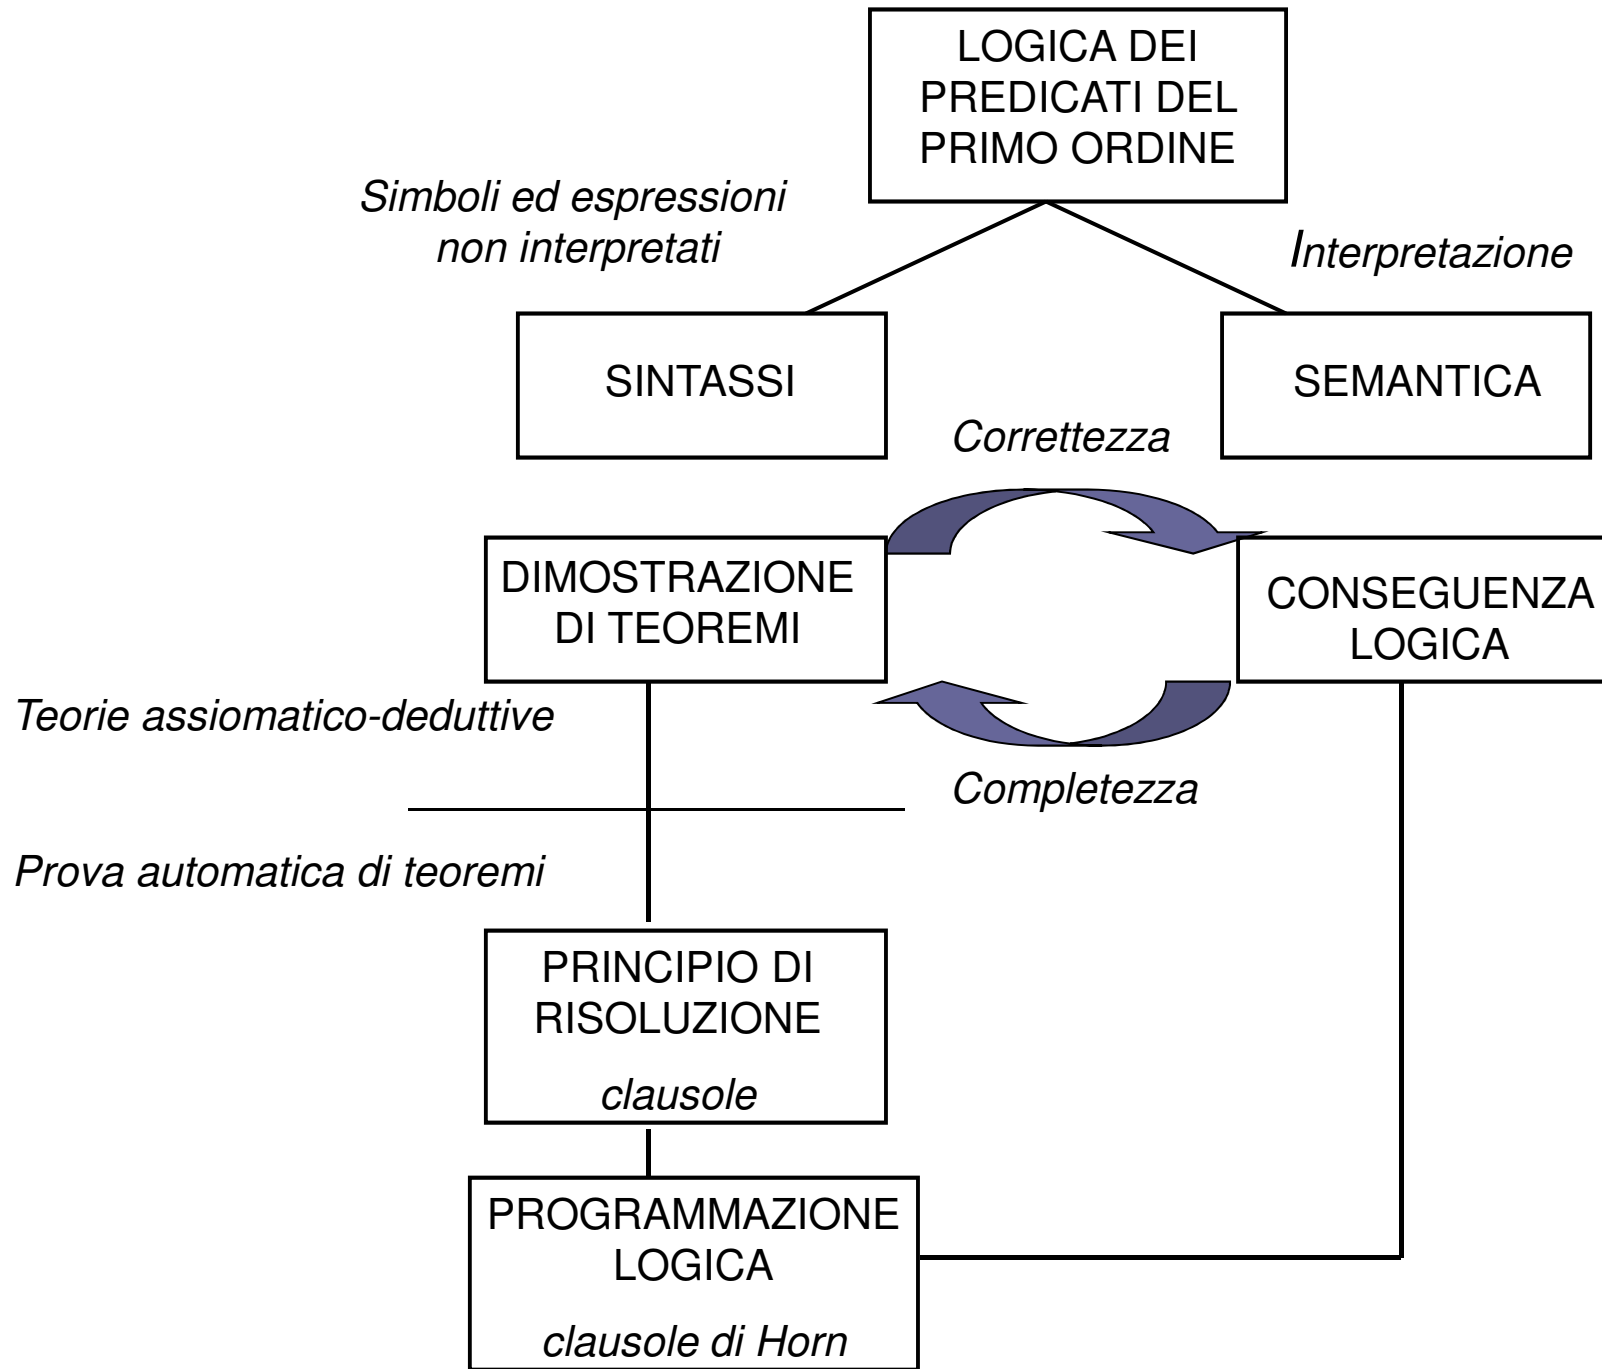 LOGICA DEI
PREDICATI DEL
PRIMO ORDINE
Simboli ed espressioni
non interpretati
Interpretazione
SINTASSI
SEMANTICA
Correttezza
DIMOSTRAZIONE
DI TEOREMI
CONSEGUENZA
LOGICA
Teorie assiomatico-deduttive
Completezza
Prova automatica di teoremi
PRINCIPIO DI
RISOLUZIONE
clausole
PROGRAMMAZIONE
LOGICA
clausole di Horn